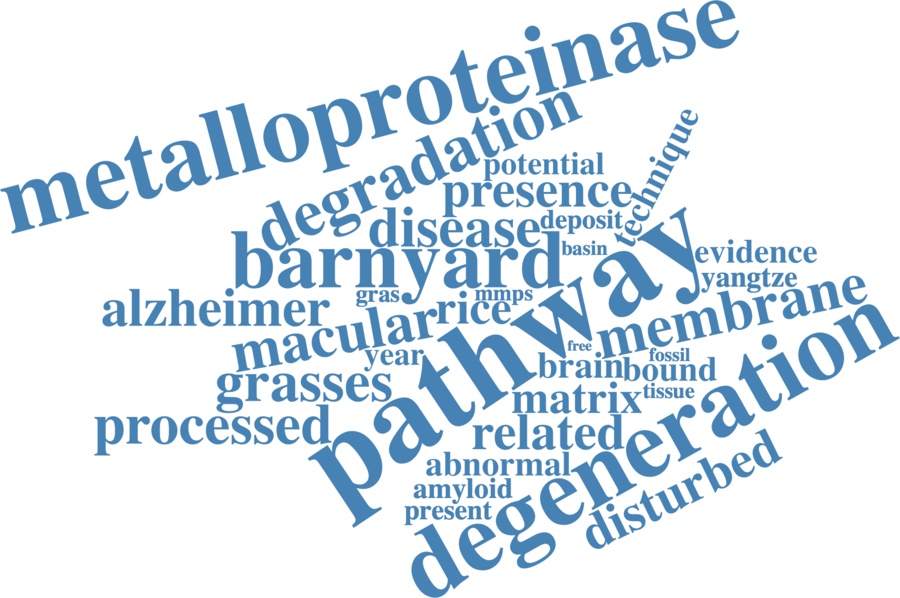 metalloproteinase
degradation
technique
potential
presence
disease
deposit
barnyard
basin
pathway
evidence
yangtze
alzheimer
gras
mmps
rice
membrane
macular
year
free
fossil
brain
bound
degeneration
grasses
matrix
tissue
processed
related
abnormal
disturbed
amyloid
present